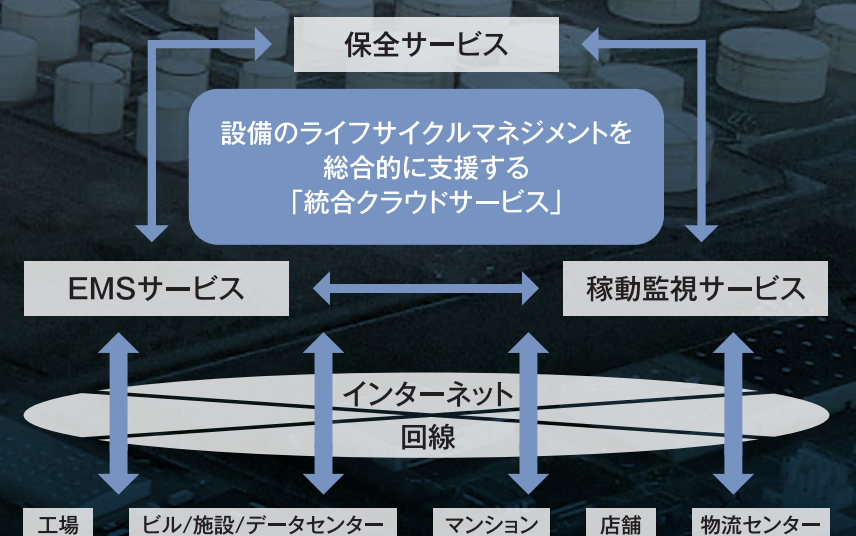 保全サービス
設備のライフサイクルマネジメントを
総合的に支援する
「統合クラウドサービス」
EMSサービス
稼動監視サービス
インターネット
回線
工場
ビル/施設/データセンター
マンション
店舗
物流センター